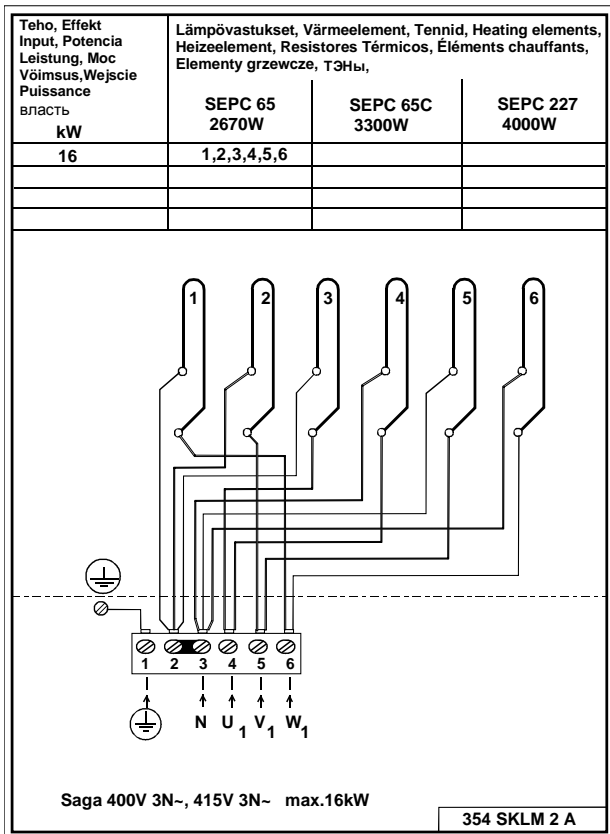 Teho, Effekt
Input, Potencia
Leistung, Moc
Vöimsus,Wejscie
Puissance
власть
kW
Lämpövastukset, Värmeelement, Tennid, Heating elements,
Heizeelement, Resistores Térmicos, Éléments chauffants,
Elementy grzewcze, ТЭНы,
SEPC 65
2670W
SEPC 65C
3300W
SEPC 227
4000W
16
1,2,3,4,5,6
1 2 3 4 5 6
1 2 3 4 5 6
N U1 V1 W1
Saga 400V 3N~, 415V 3N~ max.16kW
354 SKLM 2 A